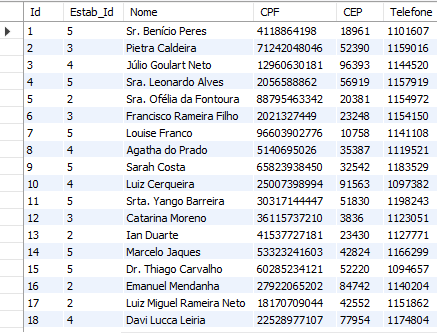 Id Estab_Id Nome CPF CEP Telefone
1 5 Sr. Benício Peres 4118864198 18961 1101607
2 3 Pietra Caldeira 71242048046 52390 1159016
3 4 Júlio Goulart Neto 12960630181 96393 1144520
4 5 Sra. Leonardo Alves 2056588862 56919 1157919
5 2 Sra. Ofélia da Fontoura 88795463342 20381 1154972
6 3 Francisco Rameira Filho 2021327449 23248 1154150
7 5 Louise Franco 96603902776 10758 1141108
8 4 Agatha do Prado 5140695026 35387 1119521
9 5 Sarah Costa 65823938450 32542 1183529
10 4 Luiz Cerqueira 25007398994 91563 1097382
11 5 Srta. Yango Barreira 30317144447 51830 1198243
12 3 Catarina Moreno 36115737210 3836 1123051
13 2 Ian Duarte 41537727181 23430 1127771
14 5 Marcelo Jaques 53323241603 42824 1166299
15 5 Dr. Thiago Carvalho 60285234121 52220 1094657
16 2 Emanuel Mendanha 27922065202 84742 1140204
17 2 Luiz Miguel Rameira Neto 18170709044 42552 1151862
18 4 Davi Lucca Leiria 22528977107 77954 1174804